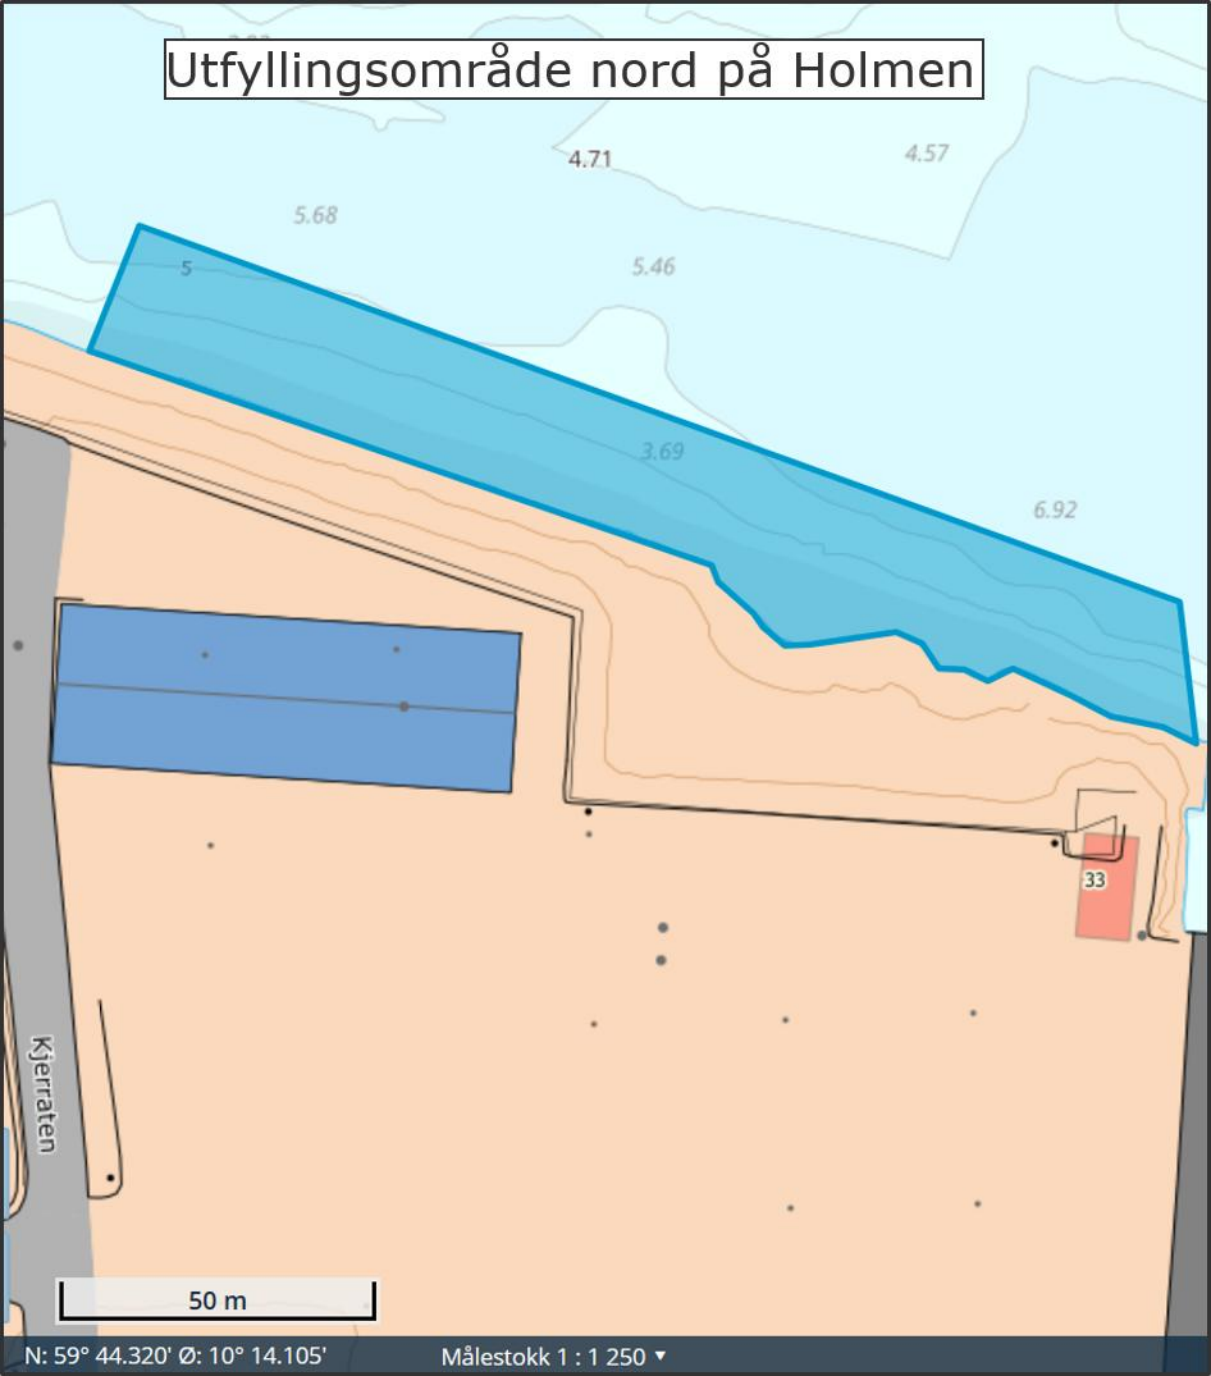 Utfyllingsområde nord på Holmen
4.71
4.57
5.68
5.46
5
3.69
6.92
33
Kjerraten
50 m
N: 59° 44.320' Ø: 10° 14.105'
Målestokk 1 : 1 250 ▾